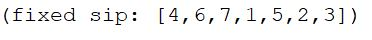 (fixed sip: [4,6,7,1,5,2,3])